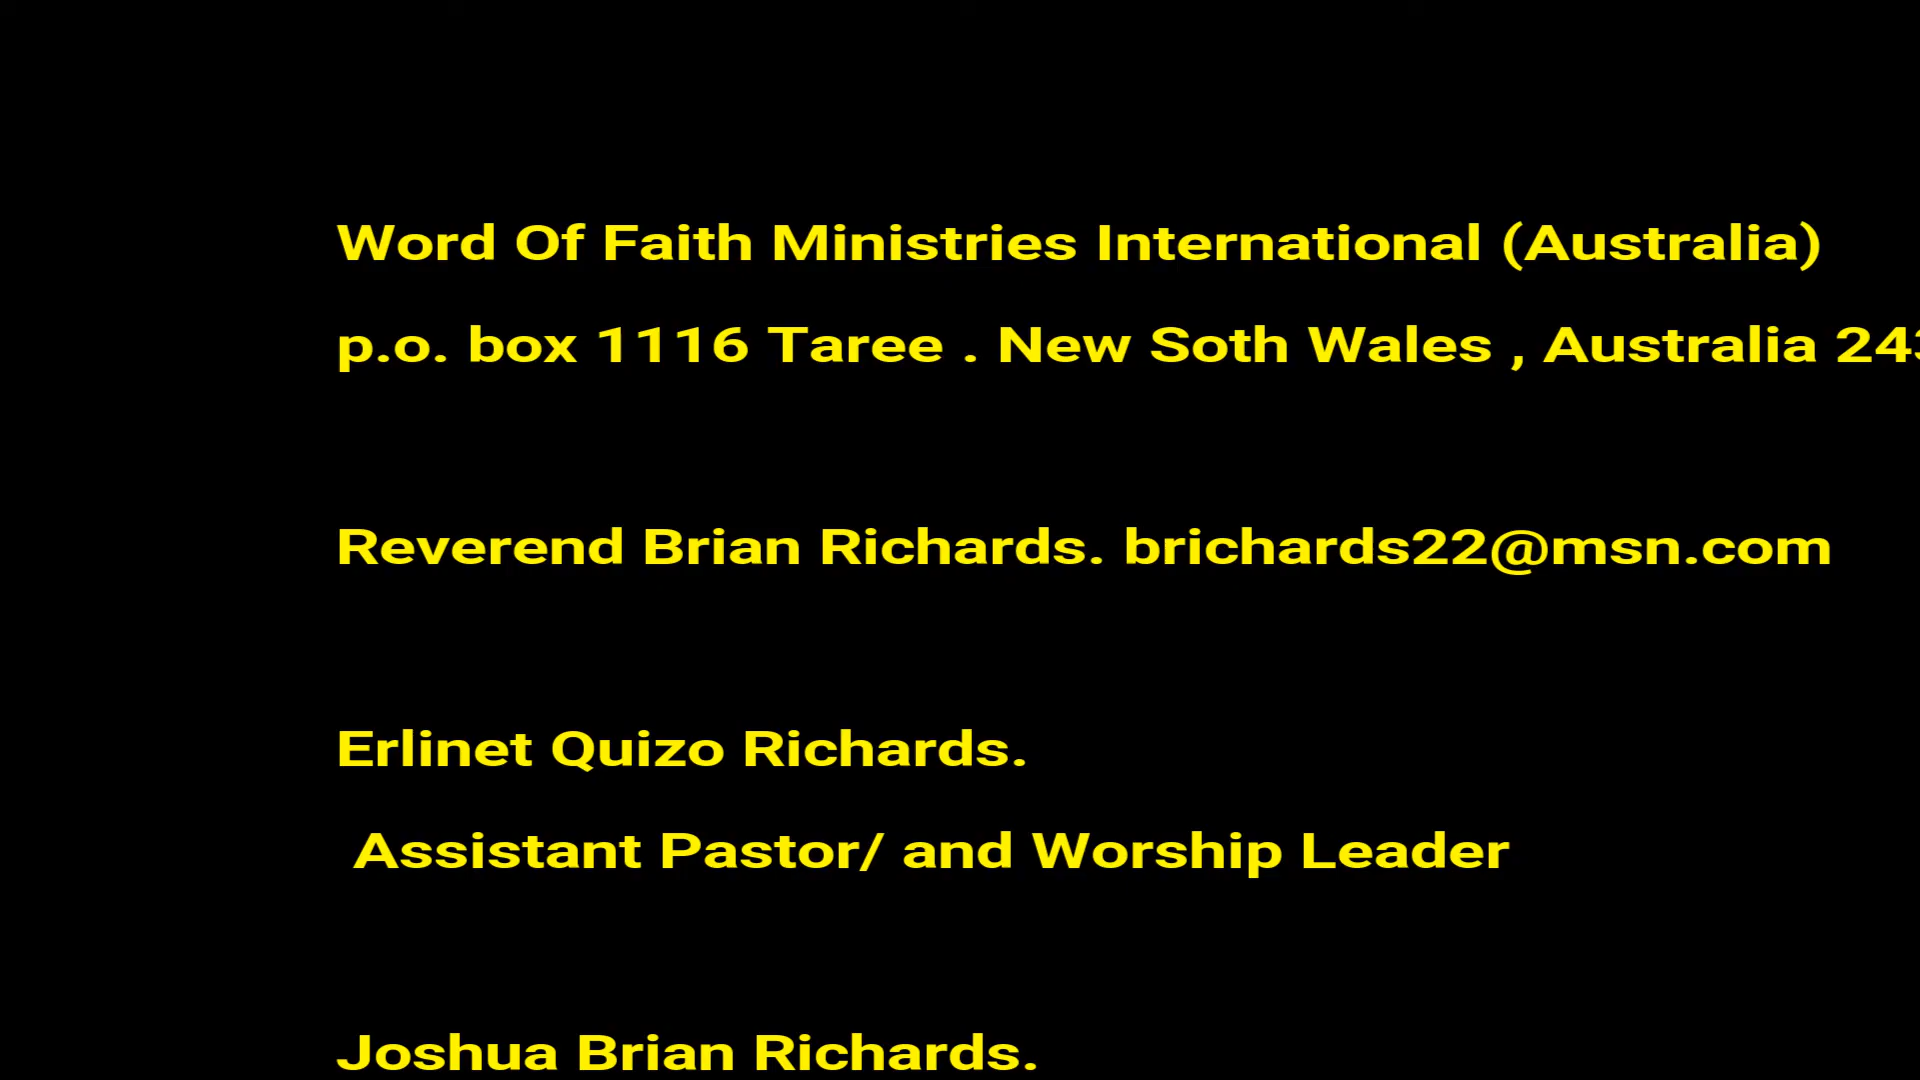 Word Of Faith Ministries International (Australia)
p.o. box 1116 Taree . New Soth Wales , Australia
Reverend Brian Richards. brichards22@msn.com
Erlinet Quizo Richards.
Assistant Pastor/ and Worship Leader
Joshua Brian Richards.